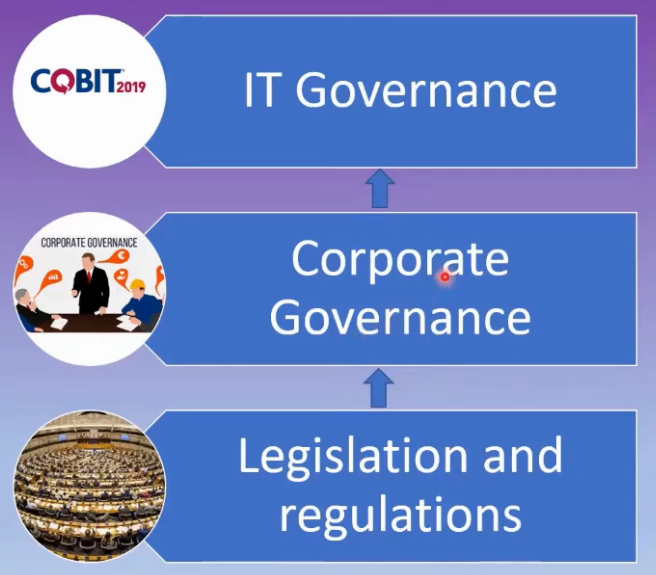 COBIT 2019
IT Governance
CORPORATE GOVERNANCE
Corporate
Governance
Legislation and
regulations